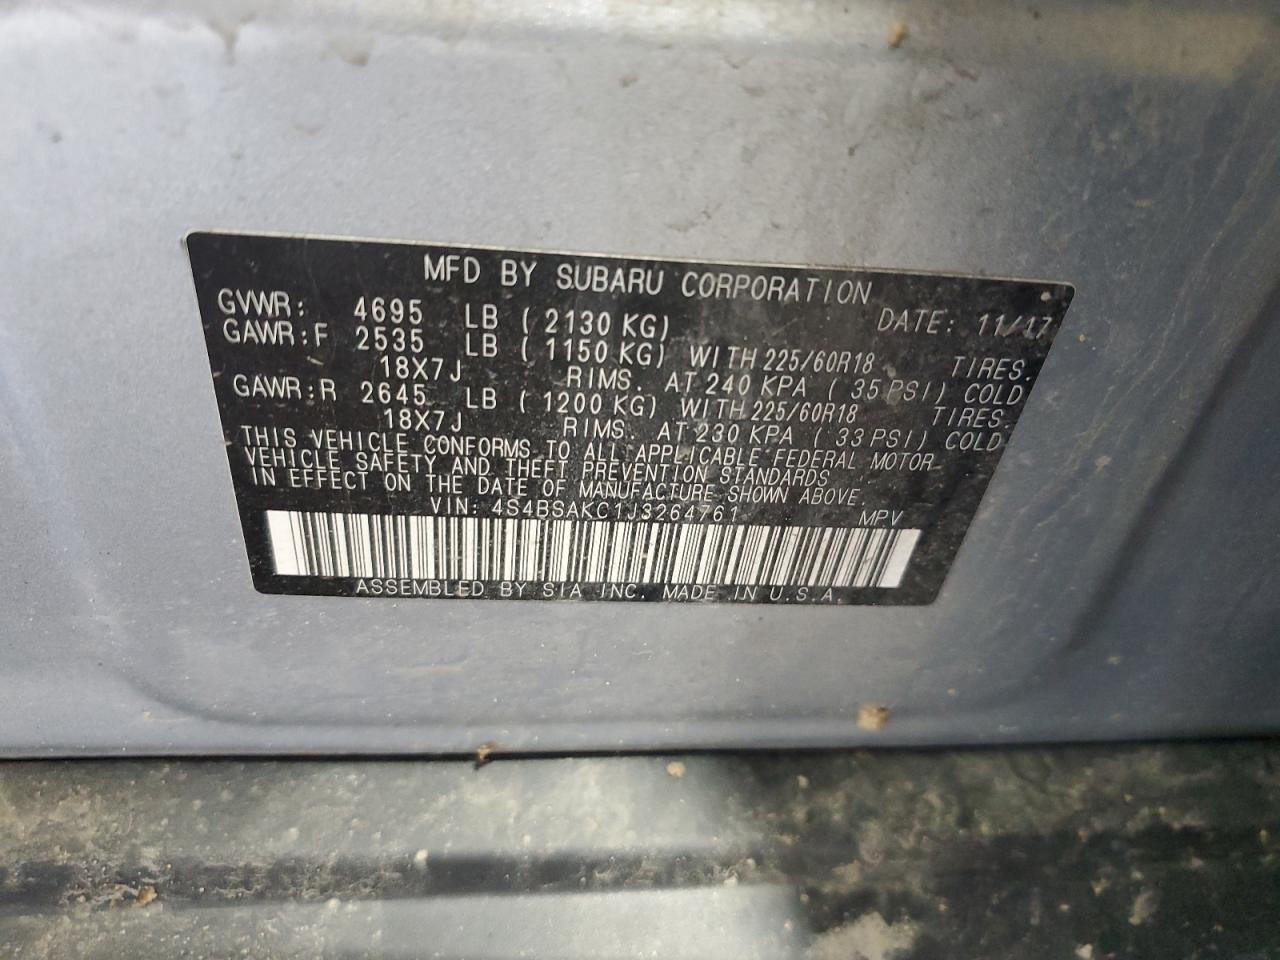 MFD BY SUBARU CORPORATION
GVWR: 4695 LB ( 2130 KG) DATE: 11/17
GAWR:F 2535 LB ( 1150 KG) WITH 225/60R18 TIRES.
18X7J RIMS. AT 240 KPA ( 35 PSI) COLD
GAWR:R 2645 LB ( 1200 KG) WITH 225/60R18 TIRES.
18X7J RIMS. AT 230 KPA ( 33 PSI) COLD
THIS VEHICLE CONFORMS TO ALL APPLICABLE FEDERAL MOTOR
VEHICLE SAFETY AND THEFT PREVENTION STANDARDS
IN EFFECT ON THE DATE OF MANUFACTURE SHOWN ABOVE.
VIN: 4S4BSAKC1J3264761 MPV
ASSEMBLED BY SIA INC. MADE IN U.S.A.